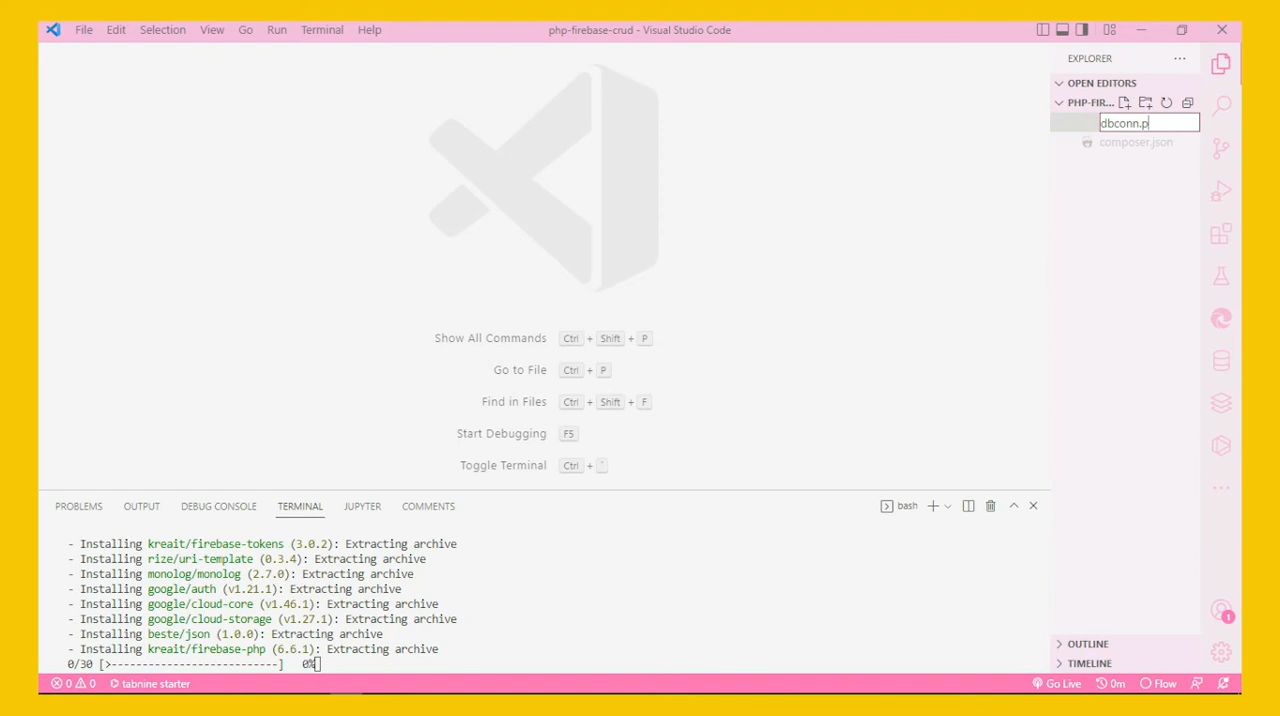 File Edit Selection View Go Run Terminal Help
php-firebase-crud - Visual Studio Code
EXPLORER
OPEN EDITORS
PHP-FIR...
dbconn.p
composer.json
Show All Commands Ctrl + Shift + P
Go to File Ctrl + P
Find in Files Ctrl + Shift + F
Start Debugging F5
Toggle Terminal Ctrl + `
PROBLEMS OUTPUT DEBUG CONSOLE TERMINAL JUPYTER COMMENTS
bash
- Installing kreait/firebase-tokens (3.0.2): Extracting archive
- Installing rize/uri-template (0.3.4): Extracting archive
- Installing monolog/monolog (2.7.0): Extracting archive
- Installing google/auth (v1.21.1): Extracting archive
- Installing google/cloud-core (v1.46.1): Extracting archive
- Installing google/cloud-storage (v1.27.1): Extracting archive
- Installing beste/json (1.0.0): Extracting archive
- Installing kreait/firebase-php (6.6.1): Extracting archive
0/30 [>---------------------------] 0%
OUTLINE
TIMELINE
1
0 0 tabnine starter
Go Live 0m Flow